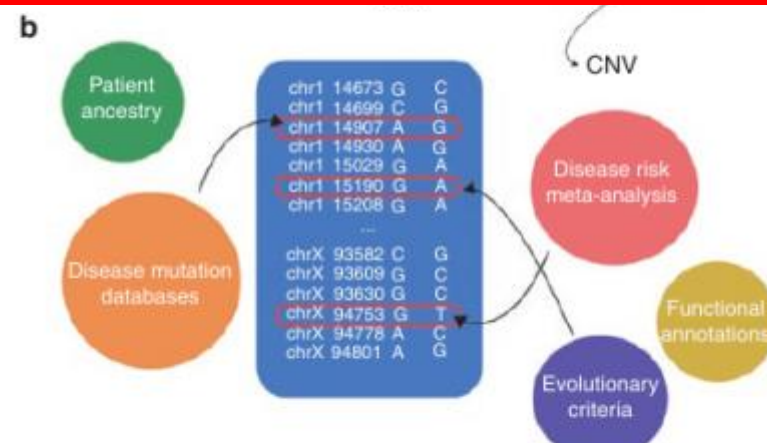 b
CNV
Patient
ancestry
chr1 14673 G C
chr1 14699 C G
chr1 14907 A G
chr1 14930 A G
chr1 15029 G A
chr1 15190 G A
chr1 15208 G A
...
chrX 93582 C G
chrX 93609 G C
chrX 93630 G C
chrX 94753 G T
chrX 94778 A C
chrX 94801 A G
Disease mutation
databases
Disease risk
meta-analysis
Functional
annotations
Evolutionary
criteria